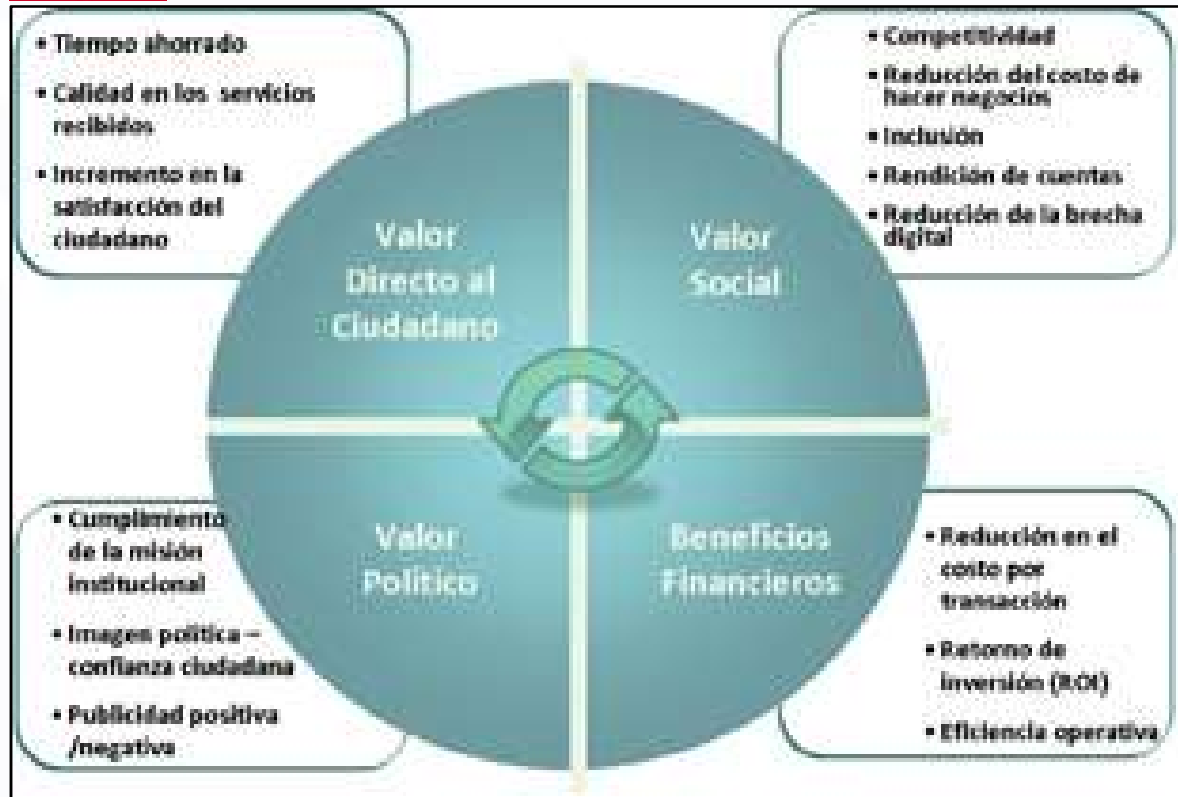 • Tiempo ahorrado
• Calidad en los servicios
recibidos
• Incremento en la
satisfacción del
ciudadano
• Competitividad
• Reducción del costo de
hacer negocios
• Inclusión
• Rendición de cuentas
• Reducción de la brecha
digital
Valor
Directo al
Ciudadano
Valor
Social
Valor
Político
Beneficios
Financieros
• Cumplimiento
de la misión
institucional
• Imagen política –
confianza ciudadana
• Publicidad positiva
/negativa
• Reducción en el
costo por
transacción
• Retorno de
inversión (ROI)
• Eficiencia operativa